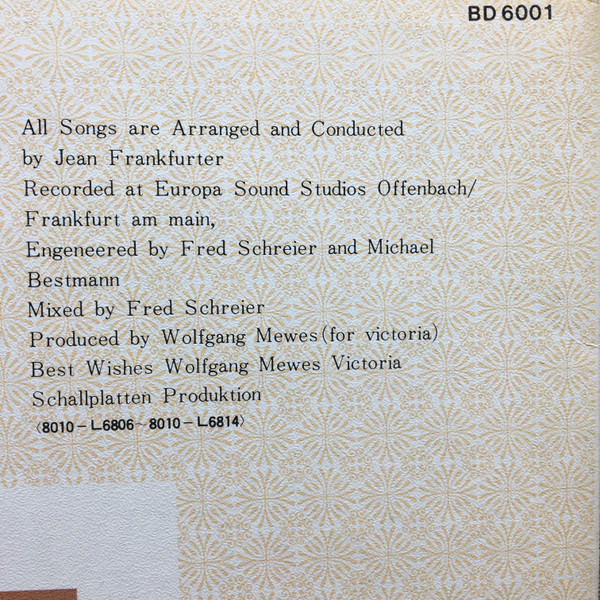 BD 6001
All Songs are Arranged and Conducted
by Jean Frankfurter
Recorded at Europa Sound Studios Offenbach/
Frankfurt am main,
Engeneered by Fred Schreier and Michael
Bestmann
Mixed by Fred Schreier
Produced by Wolfgang Mewes(for victoria)
Best Wishes Wolfgang Mewes Victoria
Schallplatten Produktion
〈8010-L6806~8010-L6814〉